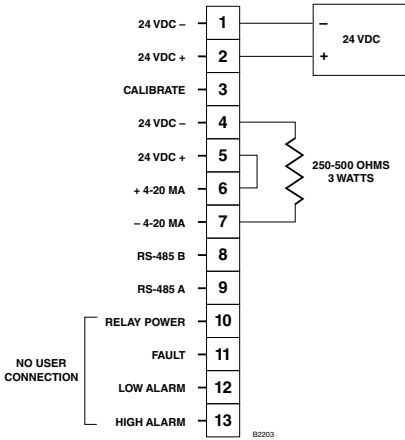 24 VDC – 1
24 VDC + 2
CALIBRATE 3
24 VDC – 4
24 VDC + 5
+ 4-20 MA 6
– 4-20 MA 7
RS-485 B 8
RS-485 A 9
RELAY POWER 10
FAULT 11
LOW ALARM 12
HIGH ALARM 13
–
24 VDC
+
250-500 OHMS
3 WATTS
NO USER
CONNECTION
B2203